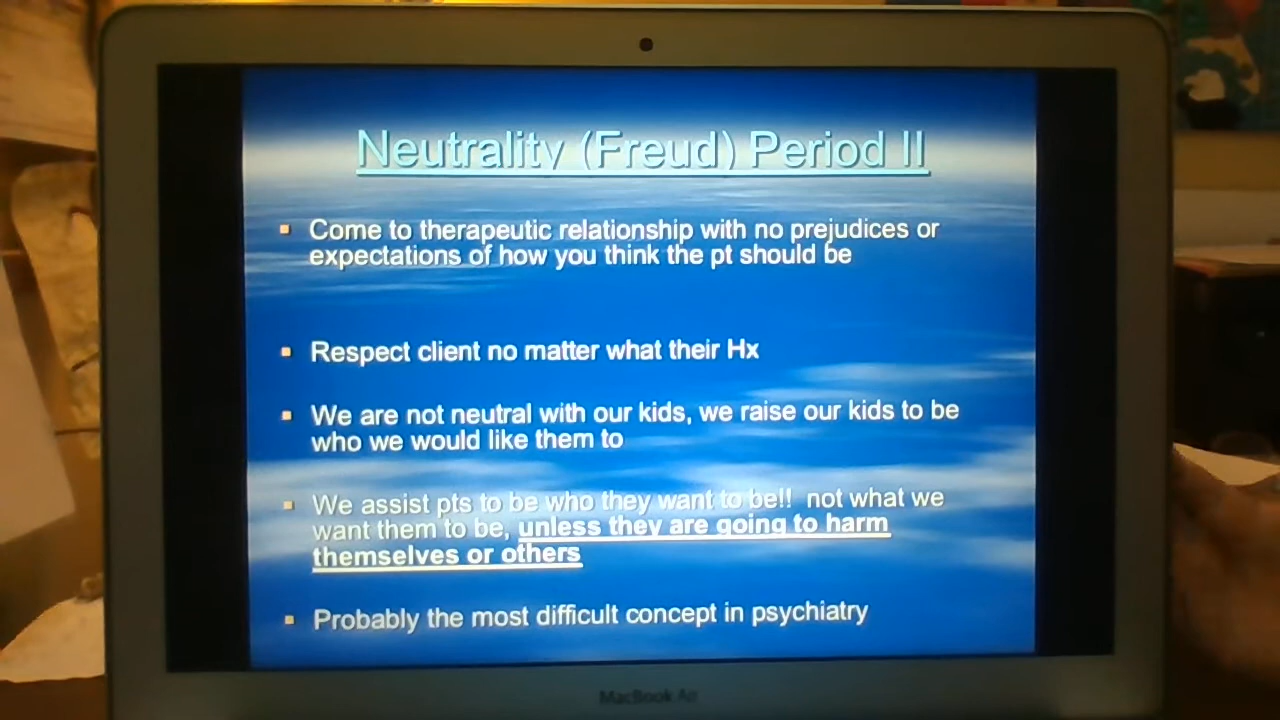 Neutrality (Freud) Period II
▪ Come to therapeutic relationship with no prejudices or
expectations of how you think the pt should be
▪ Respect client no matter what their Hx
▪ We are not neutral with our kids, we raise our kids to be
who we would like them to
▪ We assist pts to be who they want to be!! not what we
want them to be, unless they are going to harm
themselves or others
▪ Probably the most difficult concept in psychiatry
MacBook Air